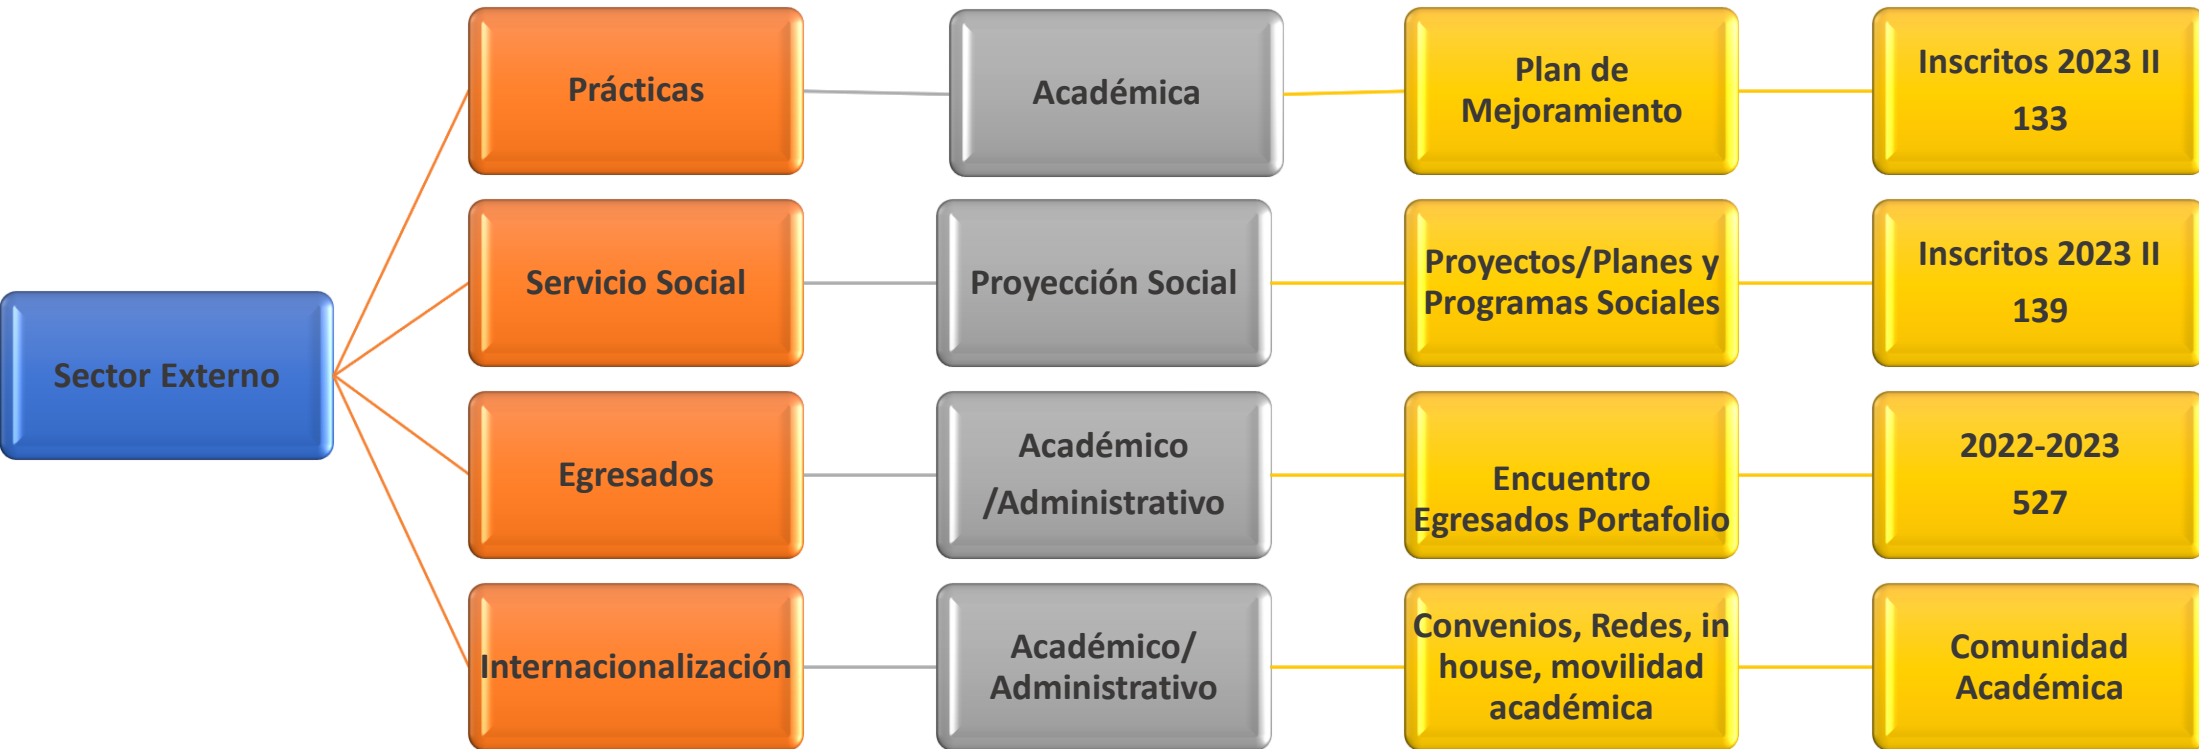 Sector Externo
Prácticas
Académica
Plan de
Mejoramiento
Inscritos 2023 II
133
Servicio Social
Proyección Social
Proyectos/Planes y
Programas Sociales
Inscritos 2023 II
139
Egresados
Académico
/Administrativo
Encuentro
Egresados Portafolio
2022-2023
527
Internacionalización
Académico/
Administrativo
Convenios, Redes, in
house, movilidad
académica
Comunidad
Académica